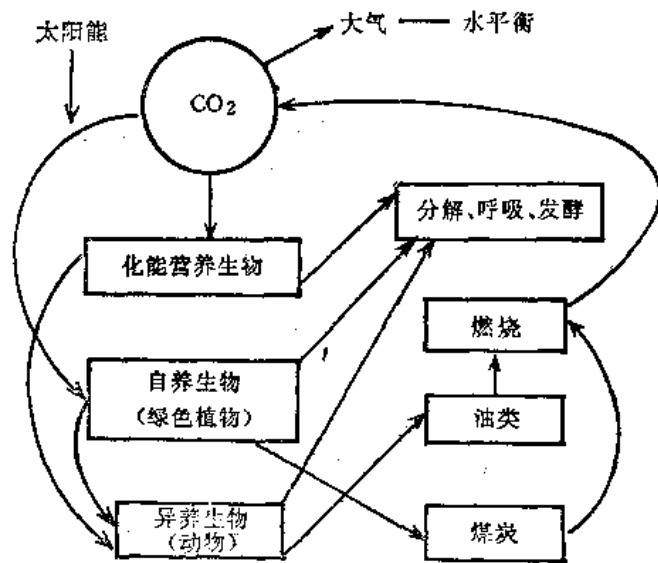 太阳能
大气 — 水平衡
CO₂
分解、呼吸、发酵
化能营养生物
燃烧
自养生物
(绿色植物)
油类
异养生物
(动物)
煤炭